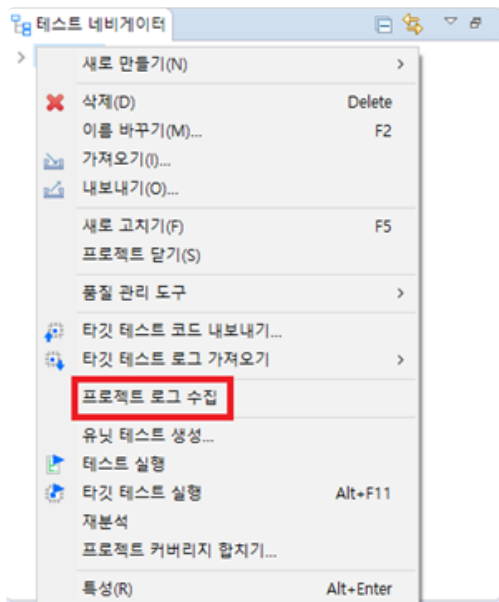 테스트 네비게이터
새로 만들기(N)
삭제(D) Delete
이름 바꾸기(M)... F2
가져오기(I)...
내보내기(O)...
새로 고치기(F) F5
프로젝트 닫기(S)
품질 관리 도구
타깃 테스트 코드 내보내기...
타깃 테스트 로그 가져오기
프로젝트 로그 수집
유닛 테스트 생성...
테스트 실행
타깃 테스트 실행 Alt+F11
재분석
프로젝트 커버리지 합치기...
특성(R) Alt+Enter